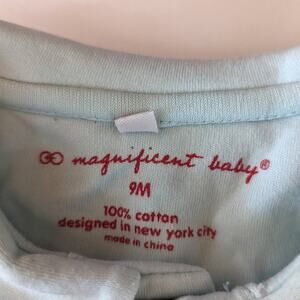 magnificent baby®
9M
100% cotton
designed in new york city
made in china